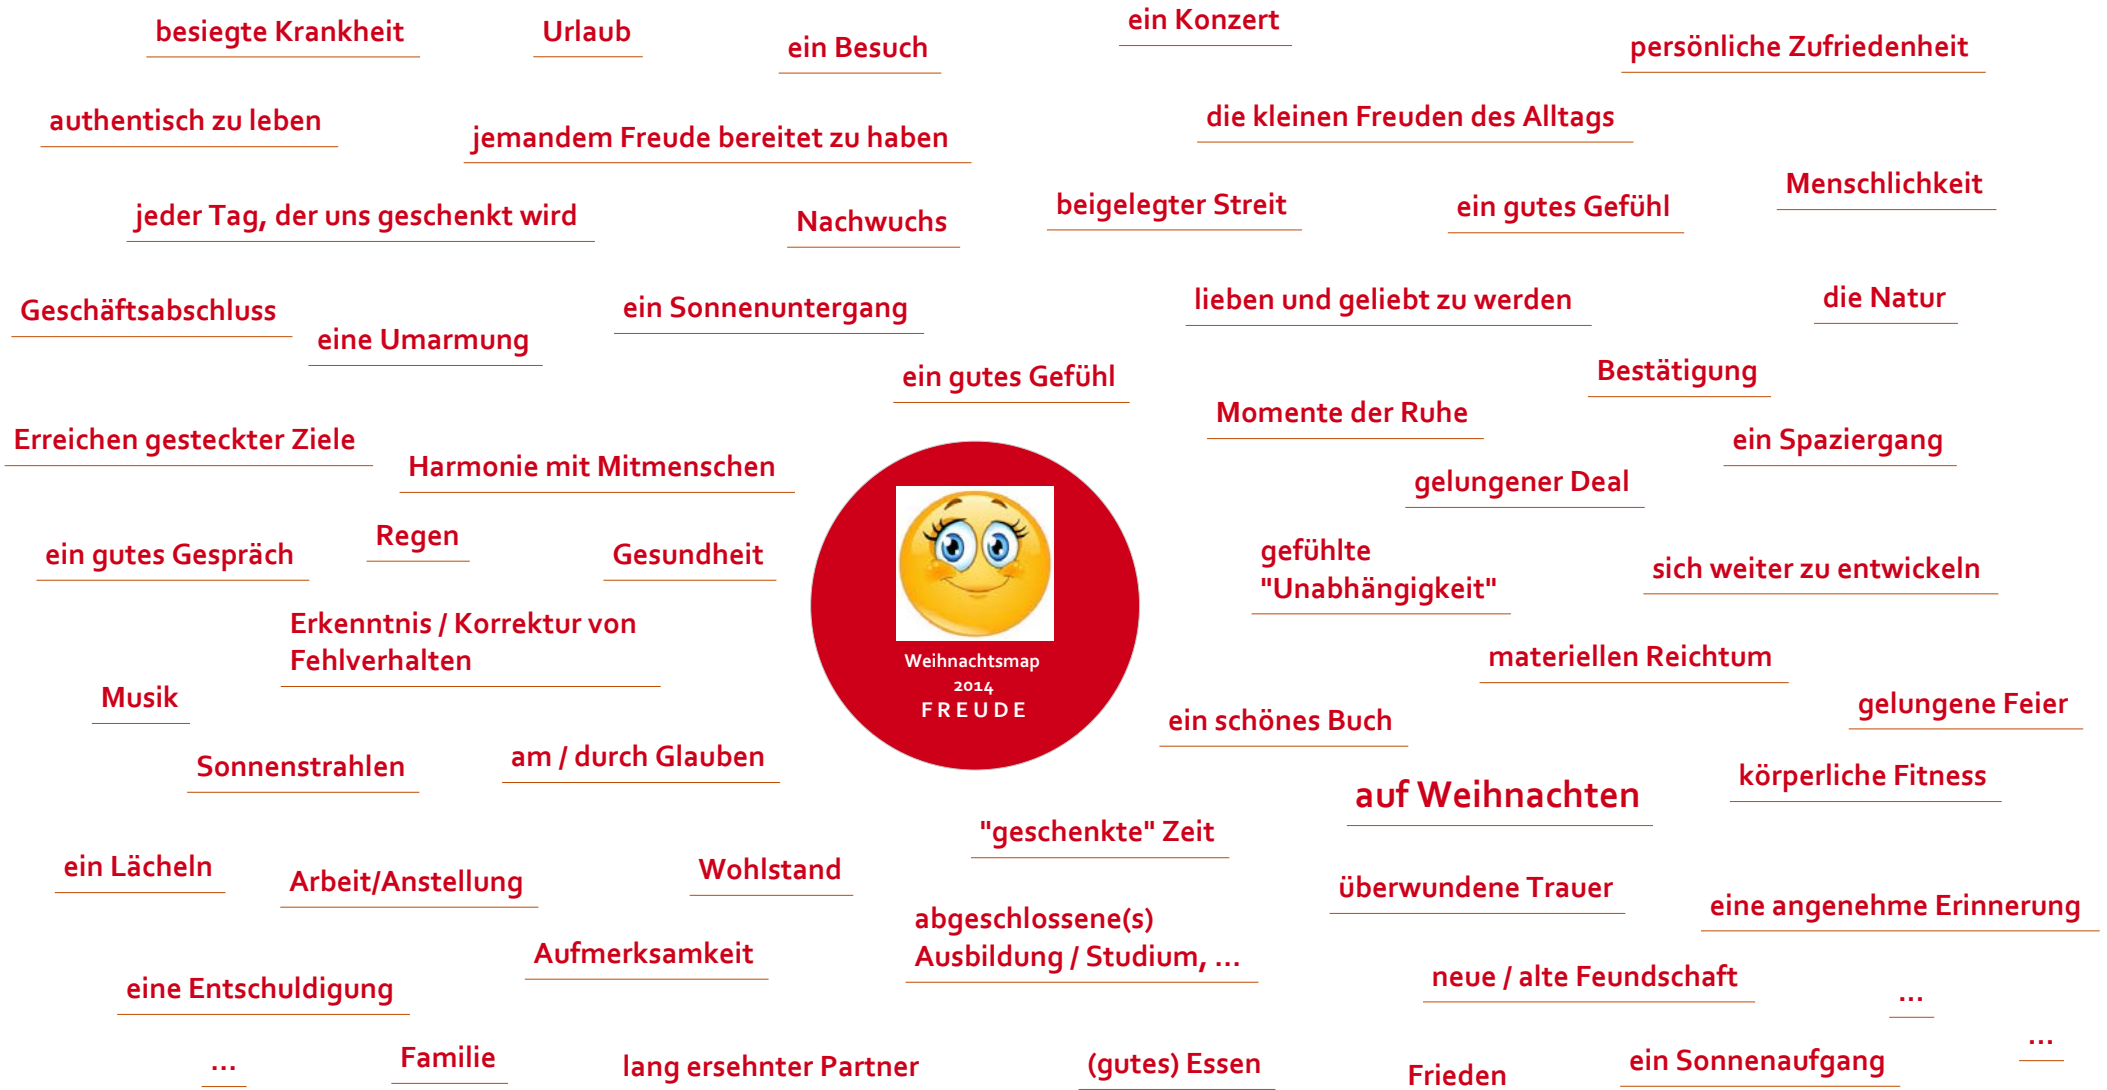 ein Konzert
besiegte Krankheit
Urlaub
ein Besuch
persönliche Zufriedenheit
authentisch zu leben
jemandem Freude bereitet zu haben
die kleinen Freuden des Alltags
Menschlichkeit
jeder Tag, der uns geschenkt wird
Nachwuchs
beigelegter Streit
ein gutes Gefühl
Geschäftsabschluss
eine Umarmung
ein Sonnenuntergang
lieben und geliebt zu werden
die Natur
ein gutes Gefühl
Bestätigung
Momente der Ruhe
Erreichen gesteckter Ziele
Harmonie mit Mitmenschen
ein Spaziergang
gelungener Deal
ein gutes Gespräch
Regen
Gesundheit
gefühlte
"Unabhängigkeit"
sich weiter zu entwickeln
Erkenntnis / Korrektur von
Fehlverhalten
Weihnachtsmap
2014
F R E U D E
materiellen Reichtum
Musik
ein schönes Buch
gelungene Feier
Sonnenstrahlen
am / durch Glauben
auf Weihnachten
körperliche Fitness
"geschenkte" Zeit
ein Lächeln
Arbeit/Anstellung
Wohlstand
überwundene Trauer
eine angenehme Erinnerung
abgeschlossene(s)
Ausbildung / Studium, ...
Aufmerksamkeit
eine Entschuldigung
neue / alte Feundschaft
...
...
Familie
lang ersehnter Partner
(gutes) Essen
Frieden
ein Sonnenaufgang
...